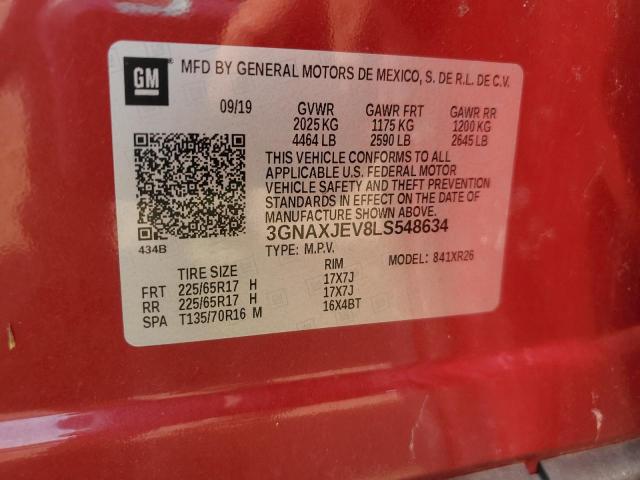 GM MFD BY GENERAL MOTORS DE MEXICO, S. DE R.L. DE C.V.
09/19 GVWR GAWR FRT GAWR RR
2025 KG 1175 KG 1200 KG
4464 LB 2590 LB 2645 LB
THIS VEHICLE CONFORMS TO ALL
APPLICABLE U.S. FEDERAL MOTOR
VEHICLE SAFETY AND THEFT PREVENTION
STANDARDS IN EFFECT ON THE DATE OF
MANUFACTURE SHOWN ABOVE.
3GNAXJEV8LS548634
434B TYPE: M.P.V. MODEL: 841XR26
TIRE SIZE RIM
FRT 225/65R17 H 17X7J
RR 225/65R17 H 17X7J
SPA T135/70R16 M 16X4BT